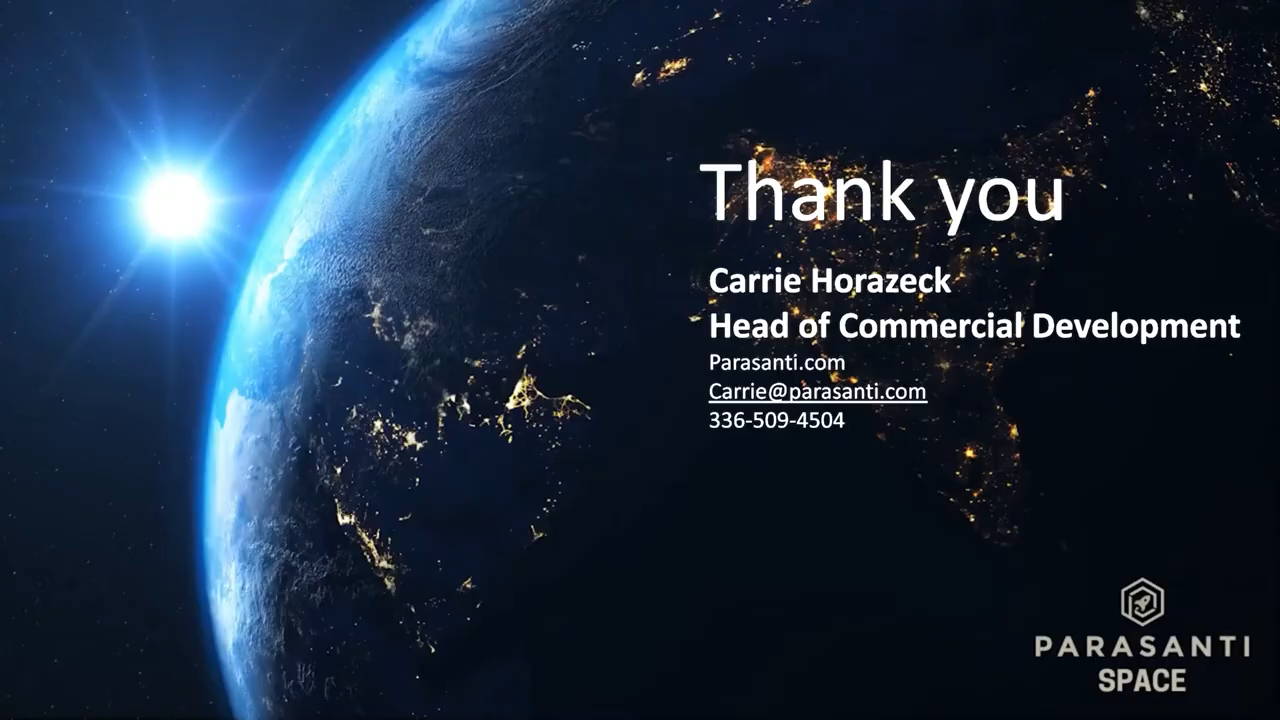 Thank you
Carrie Horazeck
Head of Commercial Development
Parasanti.com
Carrie@parasanti.com
336-509-4504
PARASANTI
SPACE